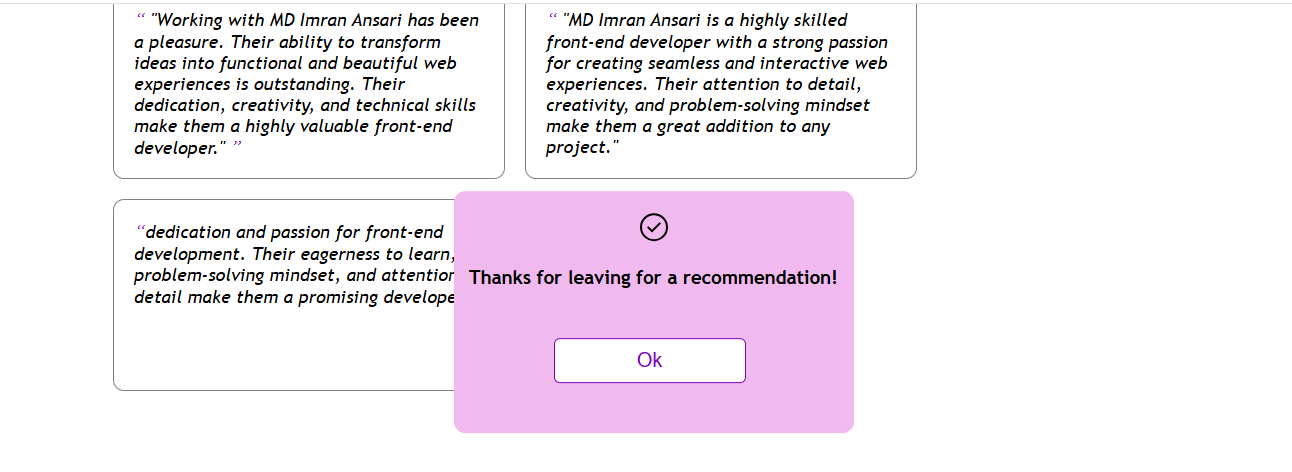 “ "Working with MD Imran Ansari has been
a pleasure. Their ability to transform
ideas into functional and beautiful web
experiences is outstanding. Their
dedication, creativity, and technical skills
make them a highly valuable front-end
developer." ”
“ "MD Imran Ansari is a highly skilled
front-end developer with a strong passion
for creating seamless and interactive web
experiences. Their attention to detail,
creativity, and problem-solving mindset
make them a great addition to any
project."
“dedication and passion for front-end
development. Their eagerness to learn,
problem-solving mindset, and attention
detail make them a promising develope
Thanks for leaving for a recommendation!
Ok